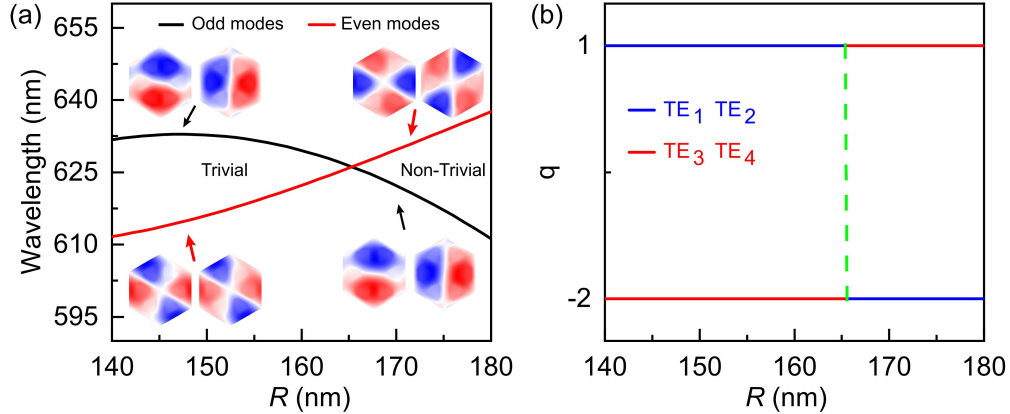 (a)
Odd modes Even modes
Wavelength (nm)
655
640
625
610
595
Trivial
Non-Trivial
140 150 160 170 180
R (nm)
(b)
q
1
-2
TE1 TE2
TE3 TE4
140 150 160 170 180
R (nm)